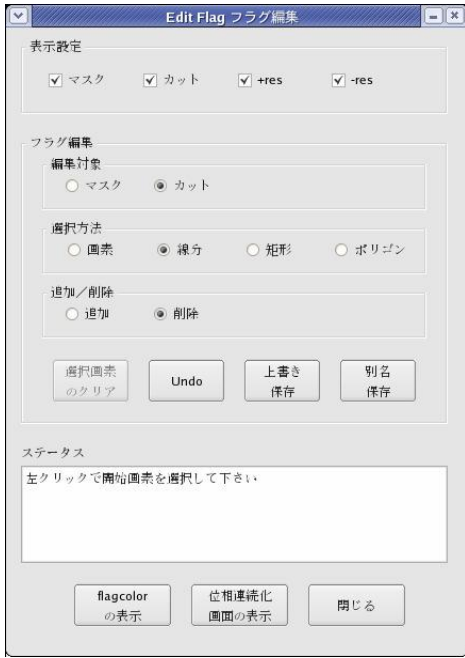 Edit Flag フラグ編集
表示設定
マスク カット +res -res
フラグ編集
編集対象
マスク カット
選択方法
画素 線分 矩形 ポリゴン
追加／削除
追加 削除
選択画素
のクリア
Undo
上書き
保存
別名
保存
ステータス
左クリックで開始画素を選択して下さい
flagcolor
の表示
位相連続化
画面の表示
閉じる